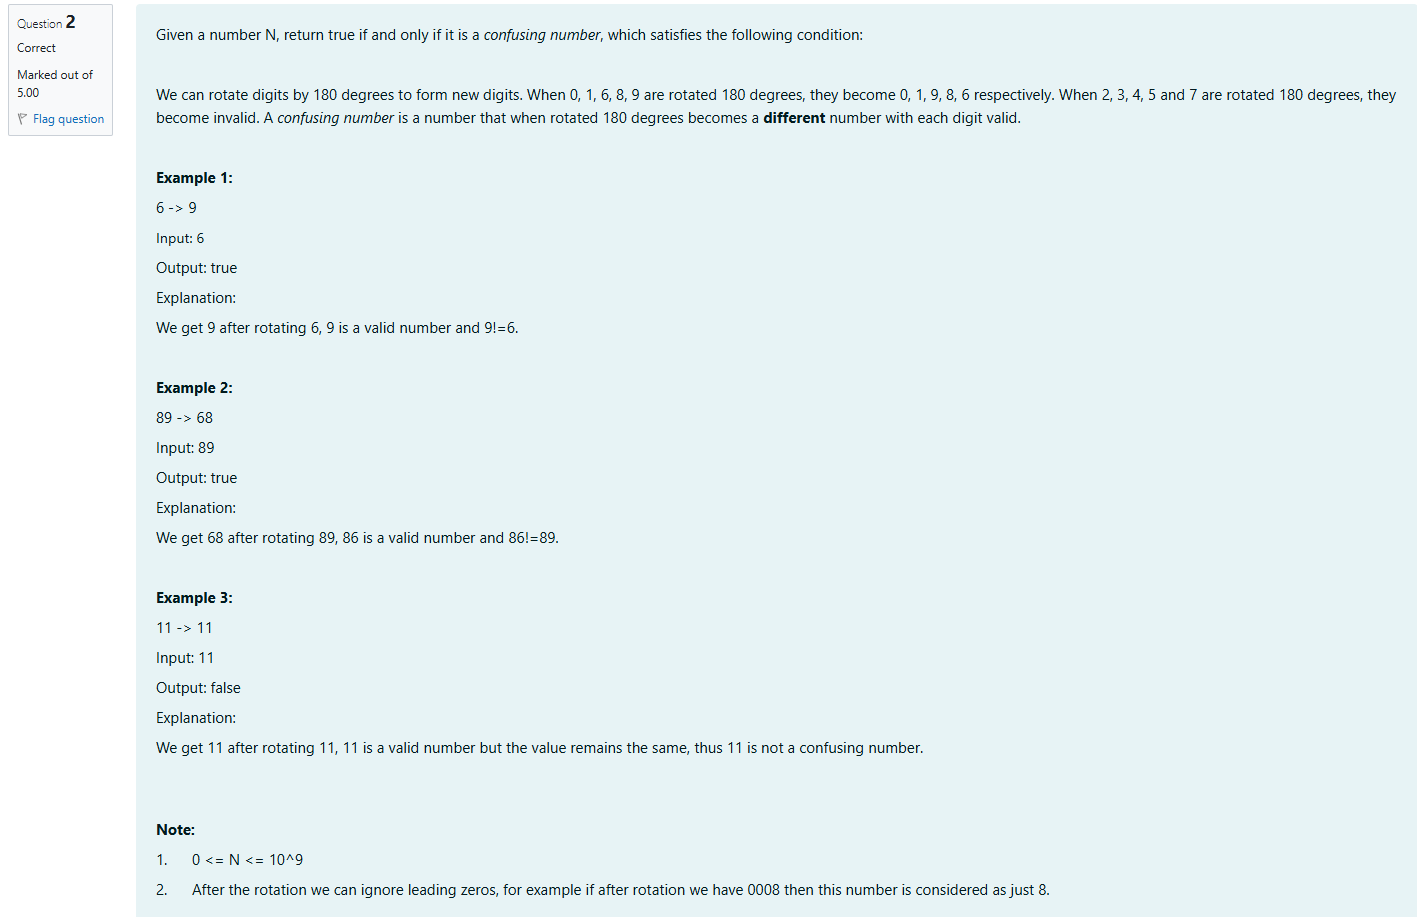 Question 2
Correct
Marked out of
5.00
Flag question
Given a number N, return true if and only if it is a confusing number, which satisfies the following condition:
We can rotate digits by 180 degrees to form new digits. When 0, 1, 6, 8, 9 are rotated 180 degrees, they become 0, 1, 9, 8, 6 respectively. When 2, 3, 4, 5 and 7 are rotated 180 degrees, they
become invalid. A confusing number is a number that when rotated 180 degrees becomes a different number with each digit valid.
Example 1:
6 -> 9
Input: 6
Output: true
Explanation:
We get 9 after rotating 6, 9 is a valid number and 9!=6.
Example 2:
89 -> 68
Input: 89
Output: true
Explanation:
We get 68 after rotating 89, 86 is a valid number and 86!=89.
Example 3:
11 -> 11
Input: 11
Output: false
Explanation:
We get 11 after rotating 11, 11 is a valid number but the value remains the same, thus 11 is not a confusing number.
Note:
1. 0 <= N <= 10^9
2. After the rotation we can ignore leading zeros, for example if after rotation we have 0008 then this number is considered as just 8.